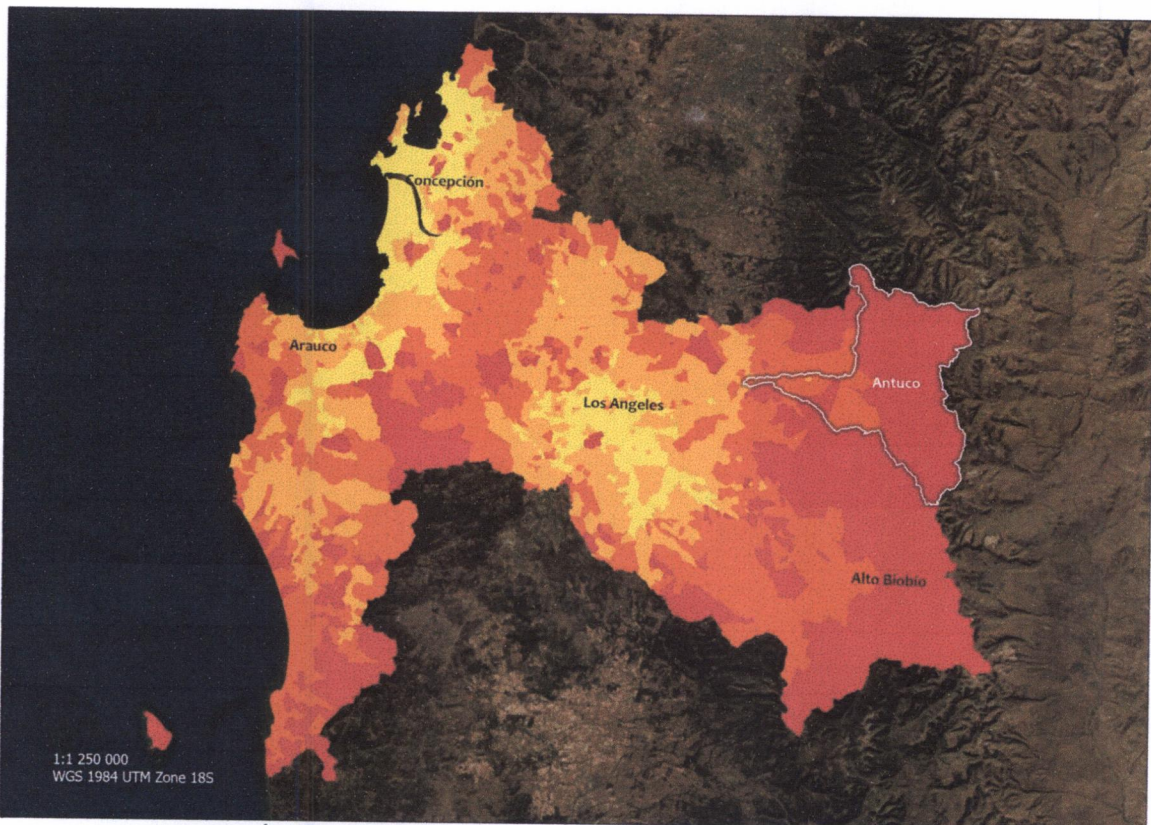 Concepción
Arauco
Los Angeles
Antuco
Alto Biobio
1:1 250 000
WGS 1984 UTM Zone 18S